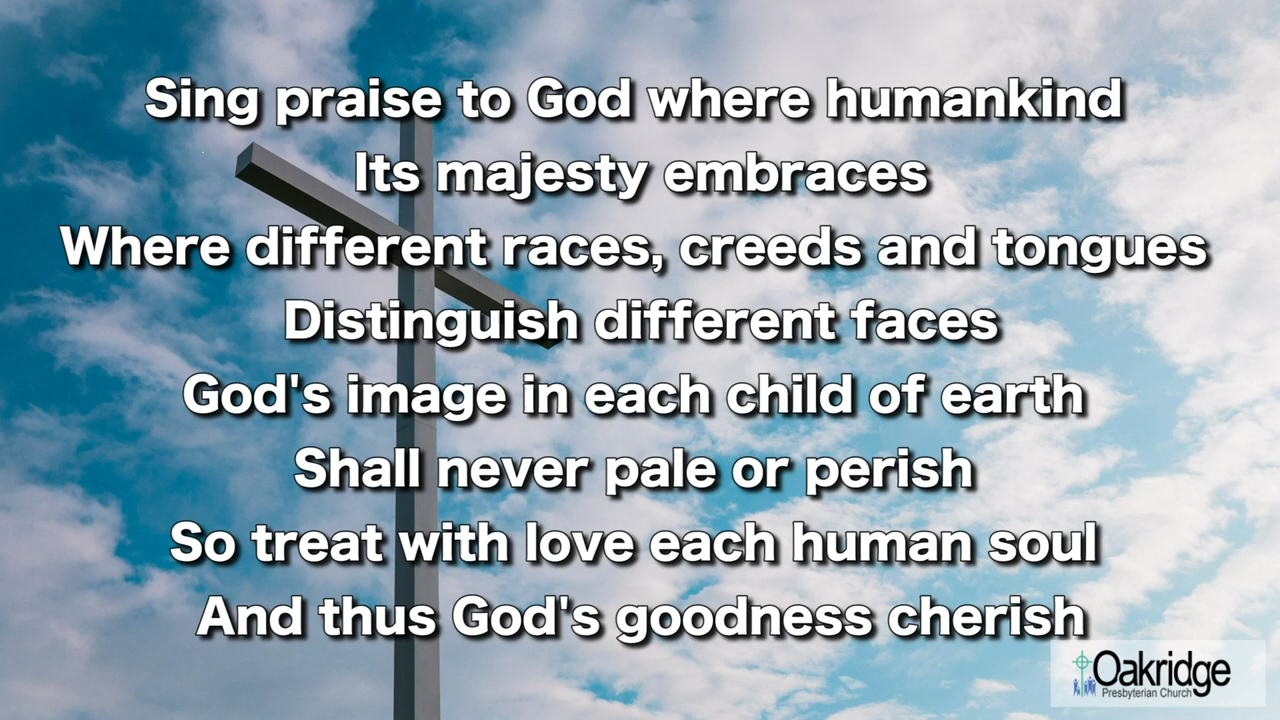 Sing praise to God where humankind
Its majesty embraces
Where different races, creeds and tongues
Distinguish different faces
God's image in each child of earth
Shall never pale or perish
So treat with love each human soul
And thus God's goodness cherish
Oakridge
Presbyterian Church